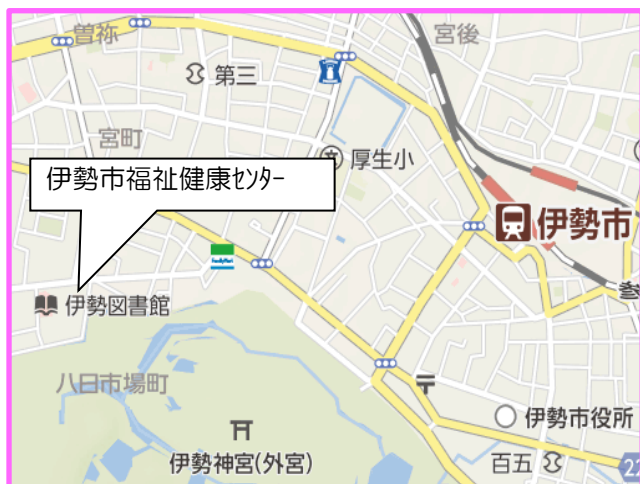 曽祢
宮後
第三
宮町
厚生小
伊勢市福祉健康ｾﾝﾀｰ
伊勢市
FamilyMart
伊勢図書館
八日市場町
伊勢市役所
伊勢神宮(外宮)
百五
22